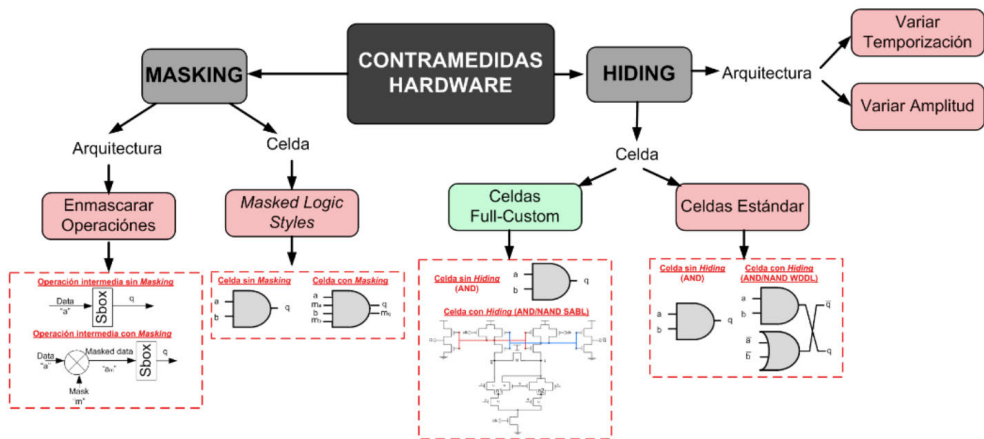 CONTRAMEDIDAS
HARDWARE
MASKING
HIDING
Arquitectura
Variar
Temporización
Variar Amplitud
Arquitectura
Celda
Celda
Enmascarar
Operaciónes
Masked Logic
Styles
Celdas
Full-Custom
Celdas Estándar
Operación intermedia sin Masking
Data
"a"
Sbox
q
Operación intermedia con Masking
Data
"a"
Masked data
"aₘ"
Sbox
q
Mask
"m"
Celda sin Masking
a
b
q
Celda con Masking
a
mₐ
b
m_b
q
m_q
Celda sin Hiding
(AND)
a
b
q
Celda con Hiding (AND/NAND SABL)
Celda sin Hiding
(AND)
a
b
q
Celda con Hiding
(AND/NAND WDDL)
a
b
a̅
b̅
q̅
q